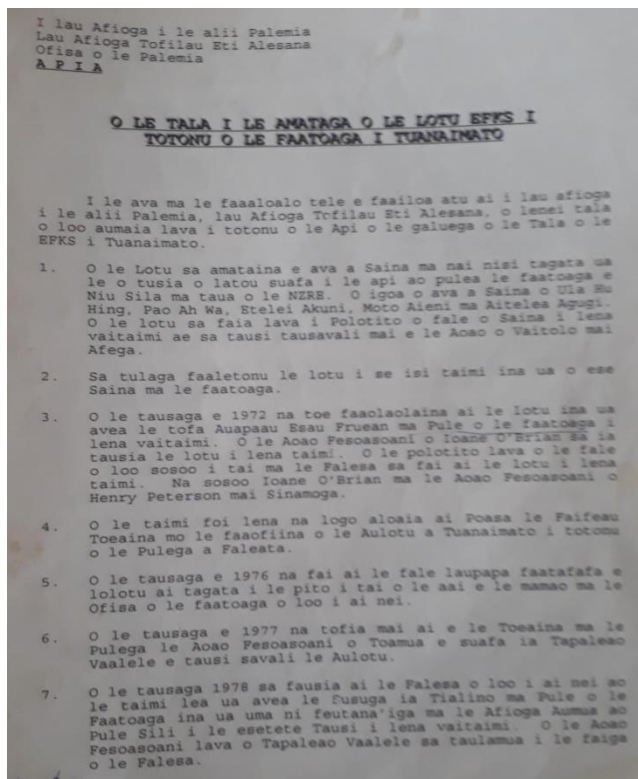 I lau Afioga i le alii Palemia
Lau Afioga Tofilau Eti Alesana
Ofisa o le Palemia
A P I A
O LE TALA I LE AMATAGA O LE LOTU EFKS I
TOTONU O LE FAATOAGA I TUANAIMATO
I le ava ma le faaaloalo tele e faailoa atu ai i lau afioga
i le alii Palemia, lau Afioga Tofilau Eti Alesana, o lenei tala
o loo aumaia lava i totonu o le Api o le galuega o le Tala o le
EFKS i Tuanaimato.
1. O le Lotu sa amataina e ava a Saina ma nai nisi tagata ua
le o tusia o latou suafa i le api ao pulea le faatoaga e
Niu Sila ma taua o le NZRE. O igoa o ava a Saina o Ula Hu
Hing, Pao Ah Wa, Etelei Akuni, Moto Aieni ma Aitelea Agugi.
O le lotu sa faia lava i Polotito o fale o Saina i lena
vaitaimi ae sa tausi tausavali mai e le Aoao o Vaitolo mai
Afega.
2. Sa tulaga faaletonu le lotu i se isi taimi ina ua o ese
Saina ma le faatoaga.
3. O le tausaga e 1972 na toe faaolaolaina ai le lotu ina ua
avea le tofa Auapaau Esau Fruean ma Pule o le faatoaga i
lena vaitaimi. O le Aoao Fesoasoani o Ioane O'Brian sa ia
tausia le lotu i lena taimi. O le polotito lava o le fale
o loo sosoo i tai ma le Falesa sa fai ai le lotu i lena
taimi. Na sosoo Ioane O'Brian ma le Aoao Fesoasoani o
Henry Peterson mai Sinamoga.
4. O le taimi foi lena na logo aloaia ai Poasa le Faifeau
Toeaina mo le faaofiina o le Aulotu a Tuanaimato i totonu
o le Pulega a Faleata.
5. O le tausaga e 1976 na fai ai le fale laupapa faatafafa e
lolotu ai tagata i le pito i tai o le aai e le mamao ma le
Ofisa o le faatoaga o loo i ai nei.
6. O le tausaga e 1977 na tofia mai ai e le Toeaina ma le
Pulega le Aoao Fesoasoani o Toamua e suafa ia Tapaleao
Vaalele e tausi savali le Aulotu.
7. O le tausaga 1978 sa fausia ai le Falesa o loo i ai nei ao
le taimi lea ua avea le Susuga ia Tialino ma Pule o le
Faatoaga ina ua uma ni feutana'iga ma le Afioga Aumua ao
Pule Sili i le esetete Tausi i lena vaitaimi. O le Aoao
Fesoasoani lava o Tapaleao Vaalele sa taulamua i le faiga
o le Falesa.